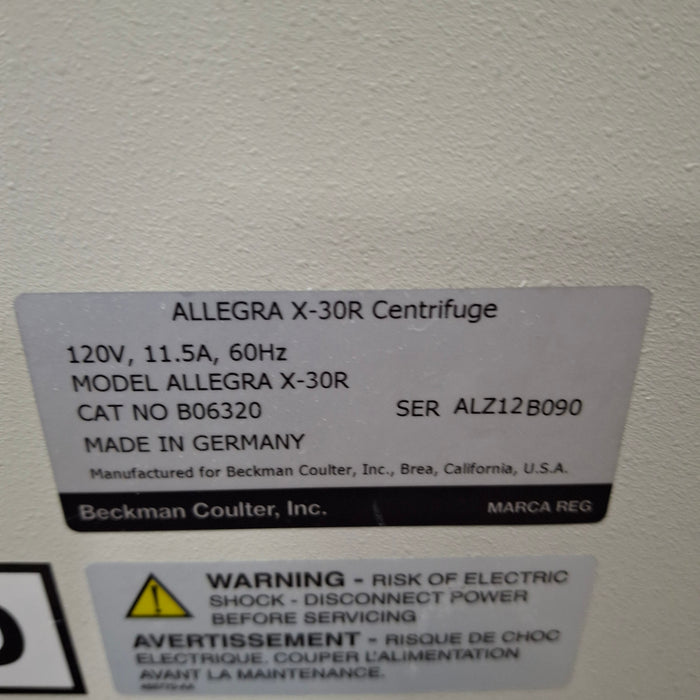 ALLEGRA X-30R Centrifuge
120V, 11.5A, 60Hz
MODEL ALLEGRA X-30R
CAT NO B06320 SER ALZ12B090
MADE IN GERMANY
Manufactured for Beckman Coulter, Inc., Brea, California, U.S.A.
Beckman Coulter, Inc. MARCA REG
WARNING - RISK OF ELECTRIC
SHOCK - DISCONNECT POWER
BEFORE SERVICING
AVERTISSEMENT - RISQUE DE CHOC
ELECTRIQUE. COUPER L'ALIMENTATION
AVANT LA MAINTENANCE.